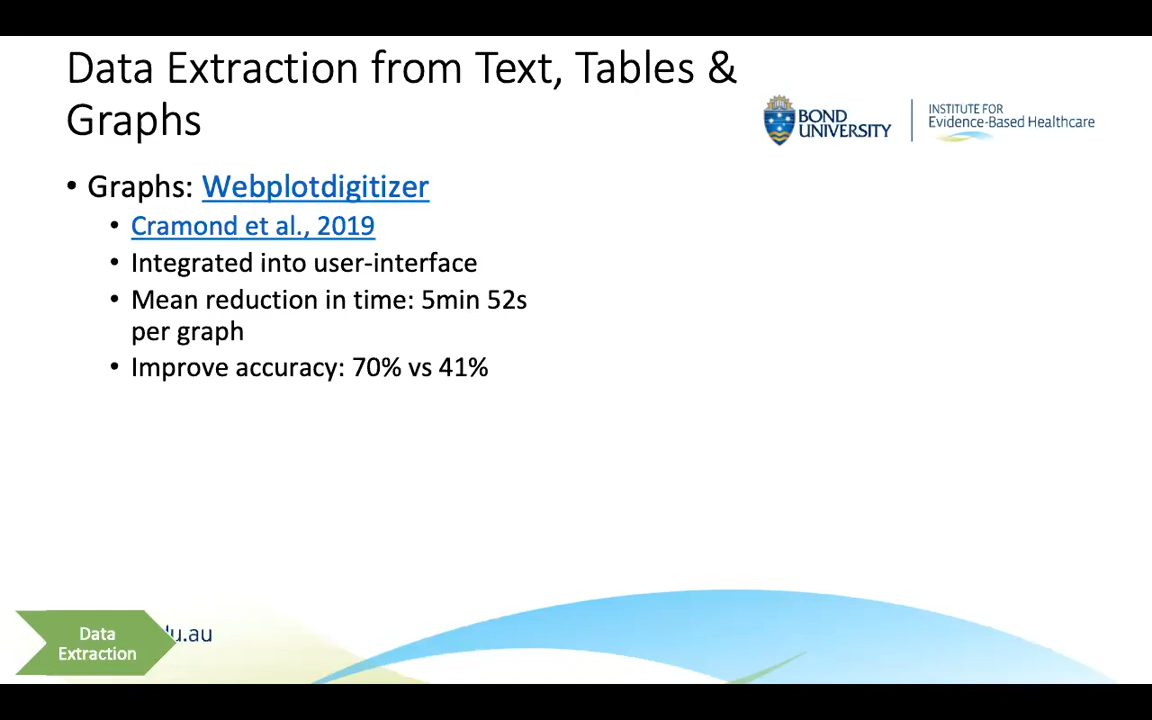 Data Extraction from Text, Tables &
Graphs
BOND
UNIVERSITY
INSTITUTE FOR
Evidence-Based Healthcare
• Graphs: Webplotdigitizer
• Cramond et al., 2019
• Integrated into user-interface
• Mean reduction in time: 5min 52s
per graph
• Improve accuracy: 70% vs 41%
Data
Extraction
du.au